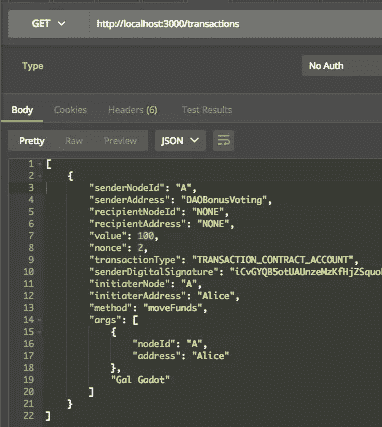 GET http://localhost:3000/transactions
Type No Auth
Body Cookies Headers (6) Test Results
Pretty Raw Preview JSON
1 [
2 {
3 "senderNodeId": "A",
4 "senderAddress": "DAOBonusVoting",
5 "recipientNodeId": "NONE",
6 "recipientAddress": "NONE",
7 "value": 100,
8 "nonce": 2,
9 "transactionType": "TRANSACTION_CONTRACT_ACCOUNT",
10 "senderDigitalSignature":
11 "initiaterNode": "A",
12 "initiaterAddress": "Alice",
13 "method": "moveFunds",
14 "args": [
15 {
16 "nodeId": "A",
17 "address": "Alice"
18 },
19 "Gal Gadot"
20 ]
21 }
22 ]